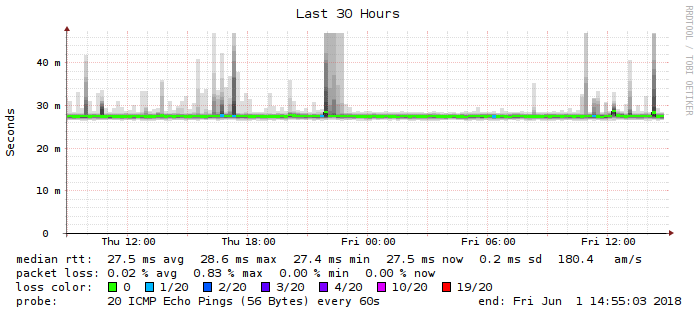 Last 30 Hours
RRDTOOL / TOBI OETIKER
Seconds
40 m
30 m
20 m
10 m
0
Thu 12:00 Thu 18:00 Fri 00:00 Fri 06:00 Fri 12:00
median rtt: 27.5 ms avg 28.6 ms max 27.4 ms min 27.5 ms now 0.2 ms sd 180.4 am/s
packet loss: 0.02 % avg 0.83 % max 0.00 % min 0.00 % now
loss color: 0 1/20 2/20 3/20 4/20 10/20 19/20
probe: 20 ICMP Echo Pings (56 Bytes) every 60s end: Fri Jun 1 14:55:03 2018